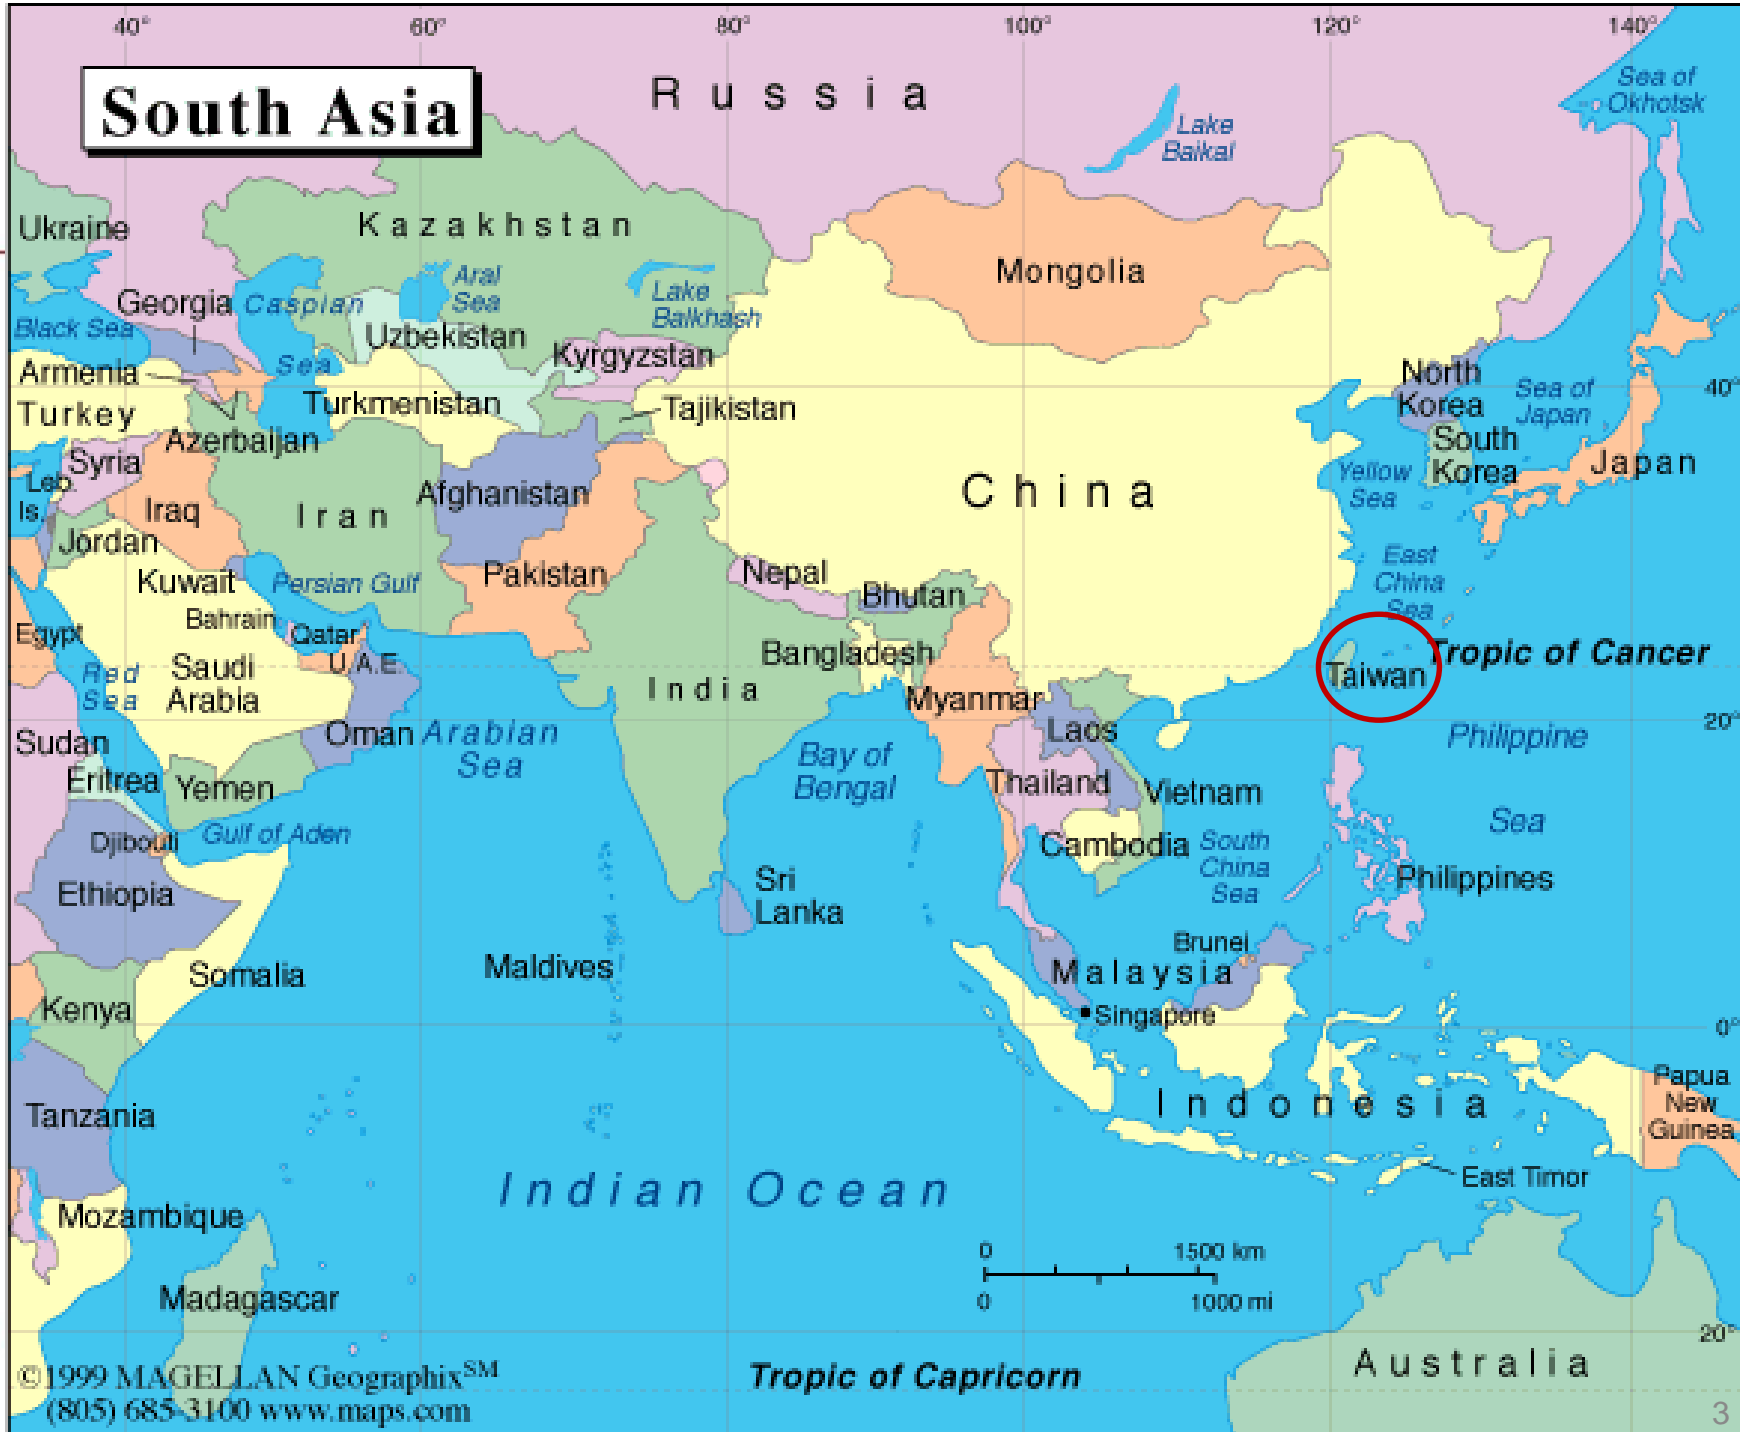 40°
60°
80°
100°
120°
140°
South Asia
Russia
Sea of
Okhotsk
Lake
Baikal
Ukraine
Kazakhstan
Mongolia
Aral
Sea
Lake
Balkhash
Georgia
Caspian
Sea
Black Sea
Uzbekistan
Kyrgyzstan
Armenia
Turkey
Turkmenistan
Tajikistan
North
Korea
Sea of
Japan
40°
Azerbaijan
South
Korea
Japan
Syria
Leb.
Is.
Iraq
Iran
Afghanistan
China
Yellow
Sea
Jordan
Kuwait
Persian Gulf
Pakistan
Nepal
Bhutan
East
China
Sea
Bahrain
Qatar
Egypt
Red
Sea
Saudi
Arabia
U.A.E.
Bangladesh
India
Myanmar
Taiwan
Tropic of Cancer
20°
Sudan
Oman
Arabian
Sea
Bay of
Bengal
Laos
Philippine
Sea
Eritrea
Yemen
Thailand
Vietnam
Djibouti
Gulf of Aden
Cambodia
South
China
Sea
Philippines
Ethiopia
Sri
Lanka
Brunei
Somalia
Maldives
Malaysia
Kenya
Singapore
0°
Tanzania
Indonesia
Papua
New
Guinea
East Timor
Indian Ocean
Mozambique
0
1500 km
0
1000 mi
Madagascar
20°
Australia
©1999 MAGELLAN Geographix℠
(805) 685-3100 www.maps.com
Tropic of Capricorn
3